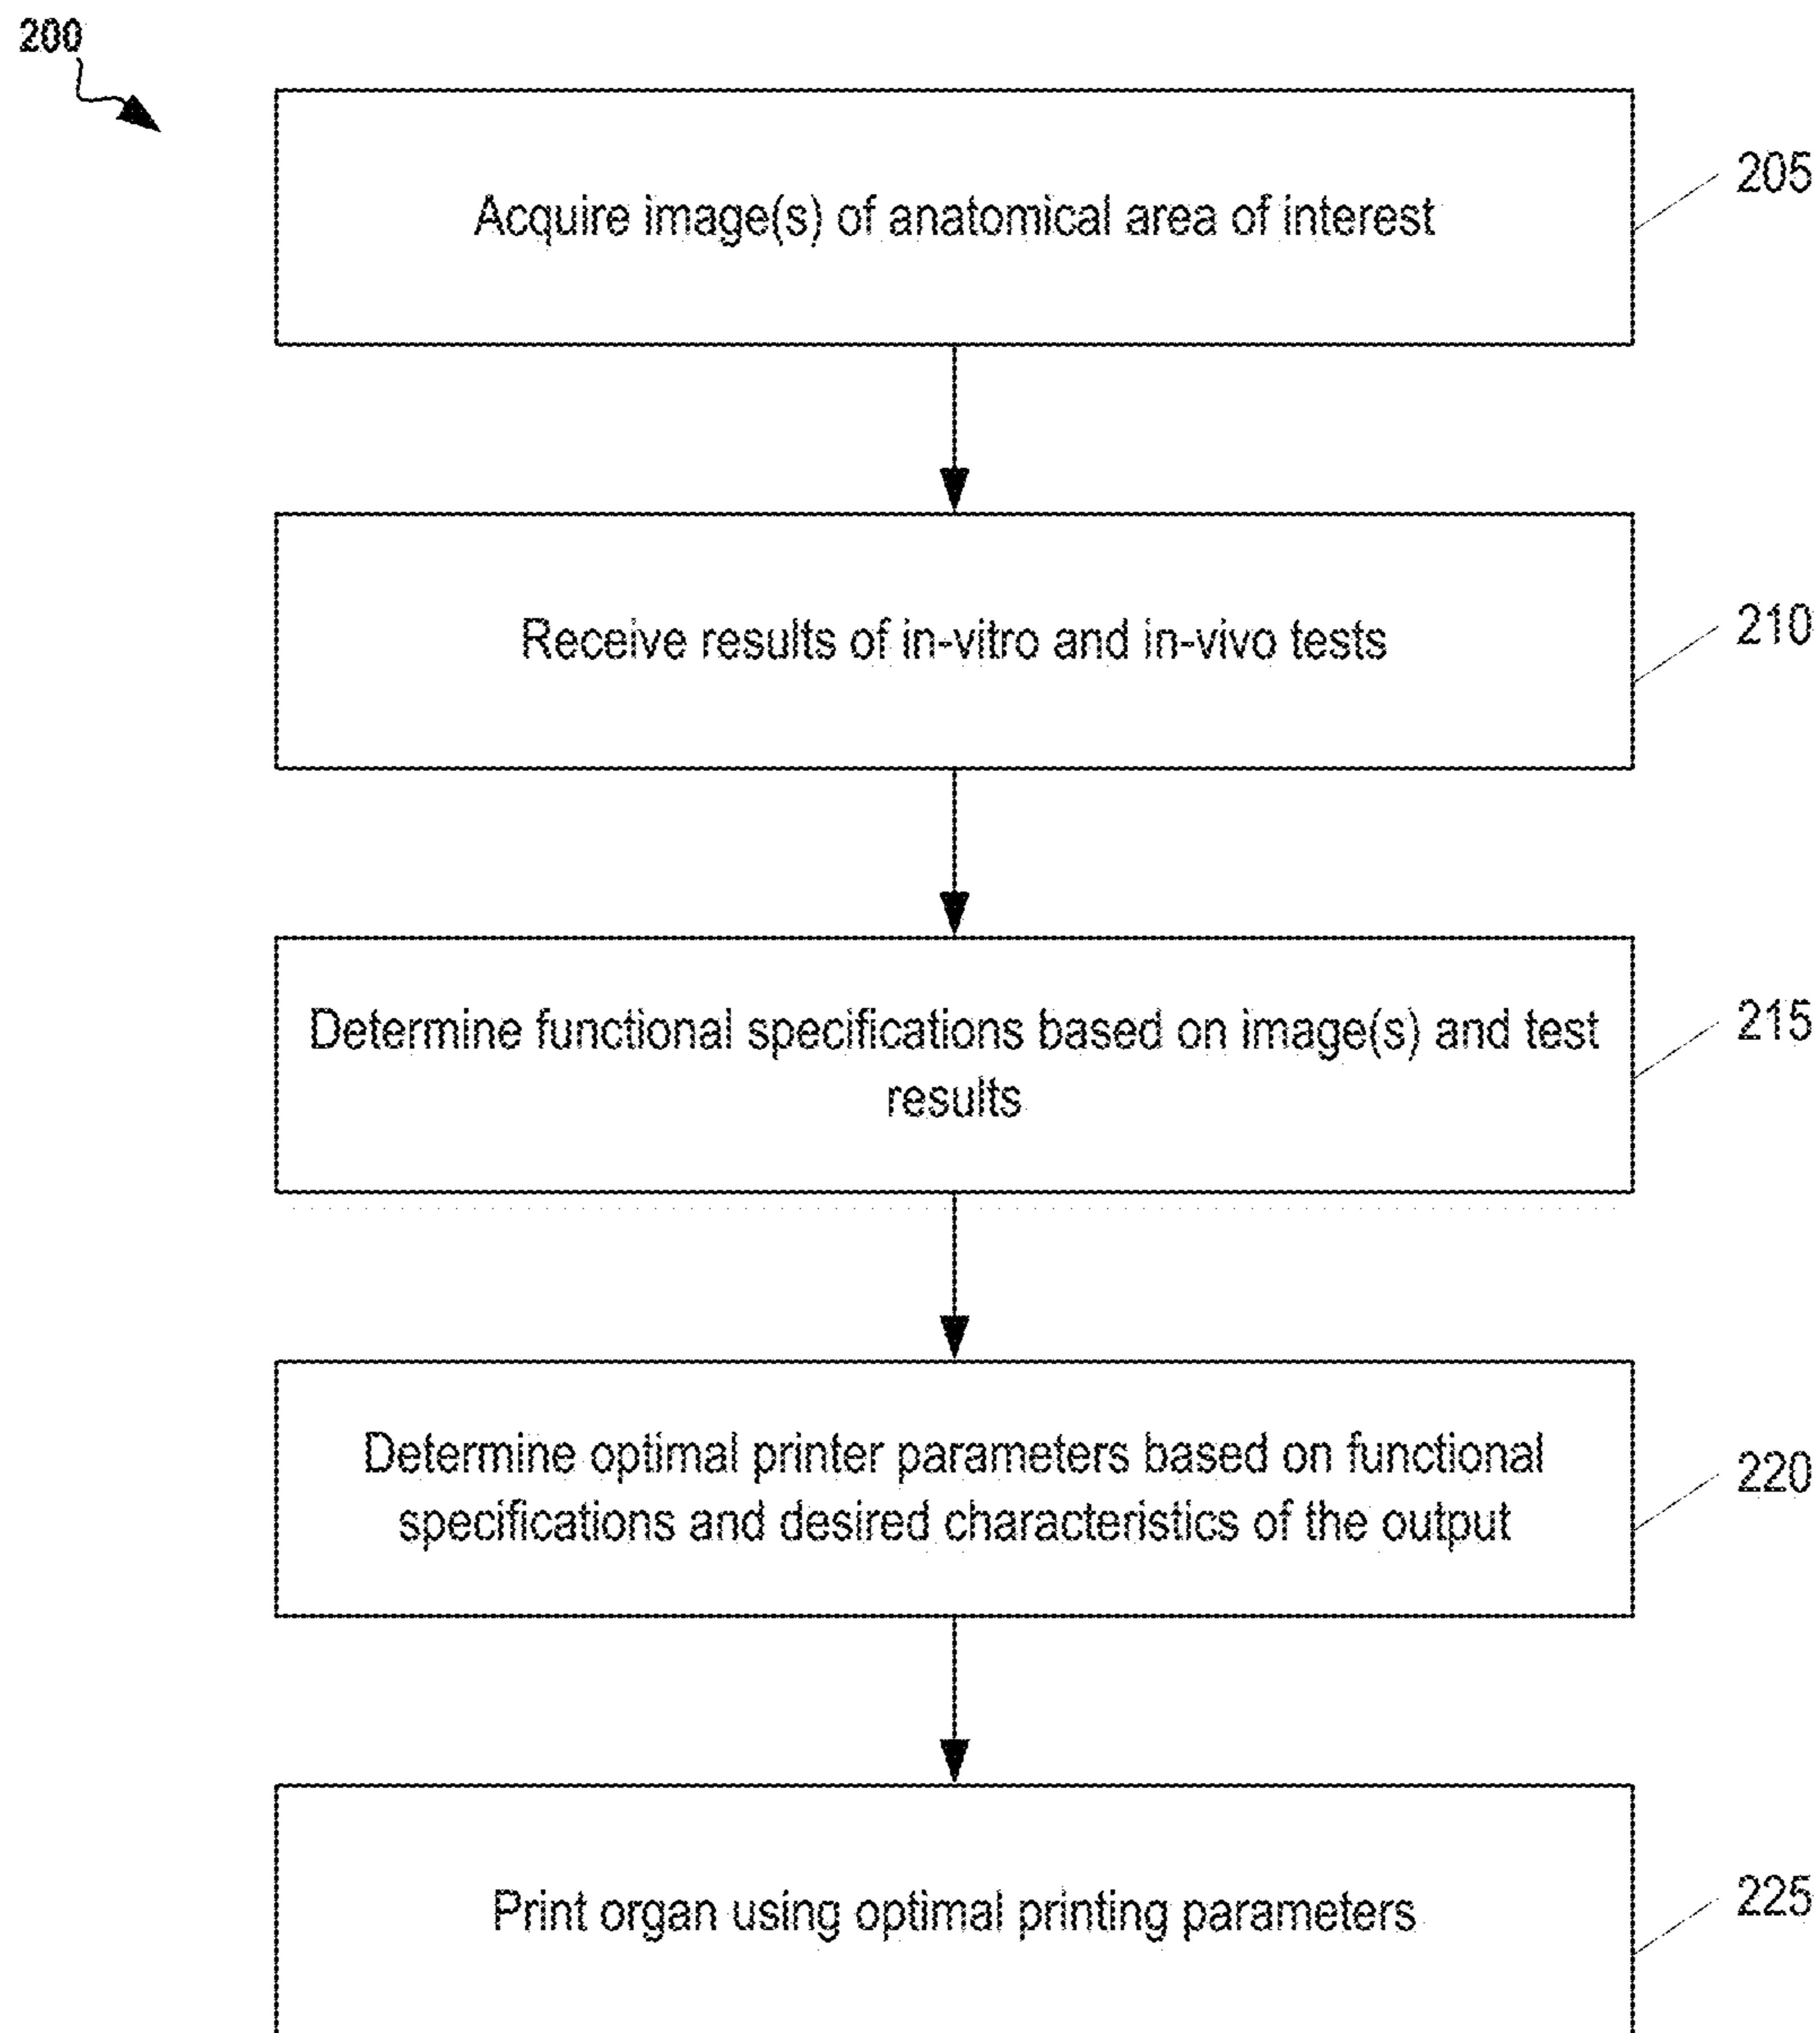 200
Acquire image(s) of anatomical area of interest
205
Receive results of in-vitro and in-vivo tests
210
Determine functional specifications based on image(s) and test
results
215
Determine optimal printer parameters based on functional
specifications and desired characteristics of the output
220
Print organ using optimal printing parameters
225